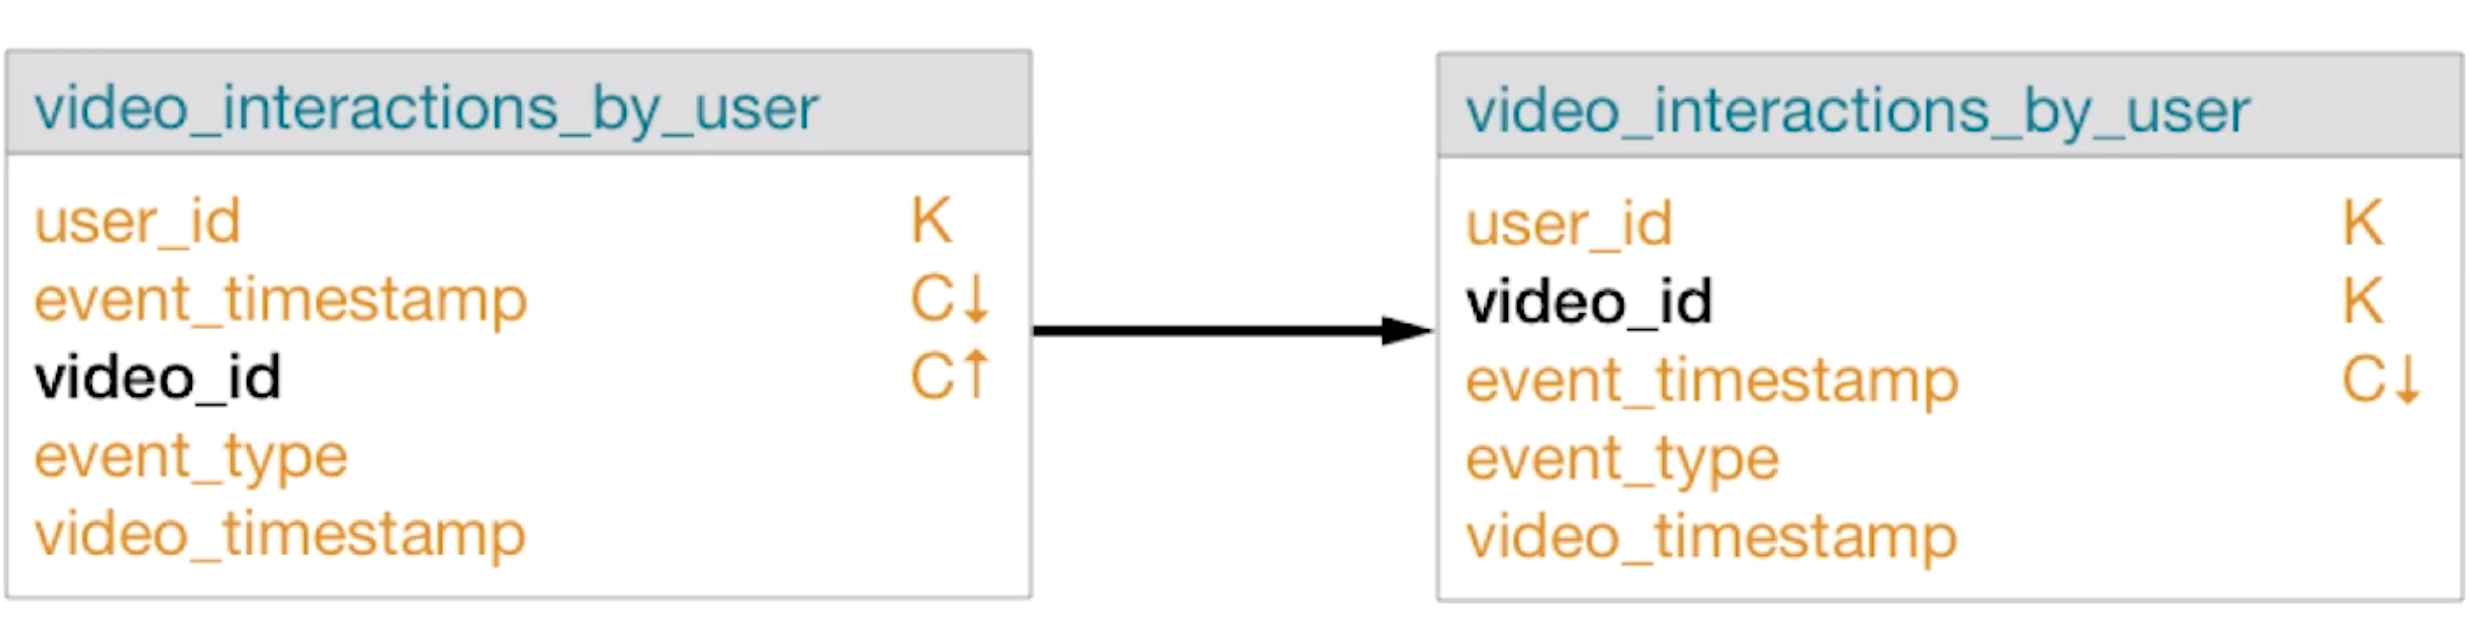 video_interactions_by_user
user_id K
event_timestamp C↓
video_id C↑
event_type
video_timestamp
video_interactions_by_user
user_id K
video_id K
event_timestamp C↓
event_type
video_timestamp